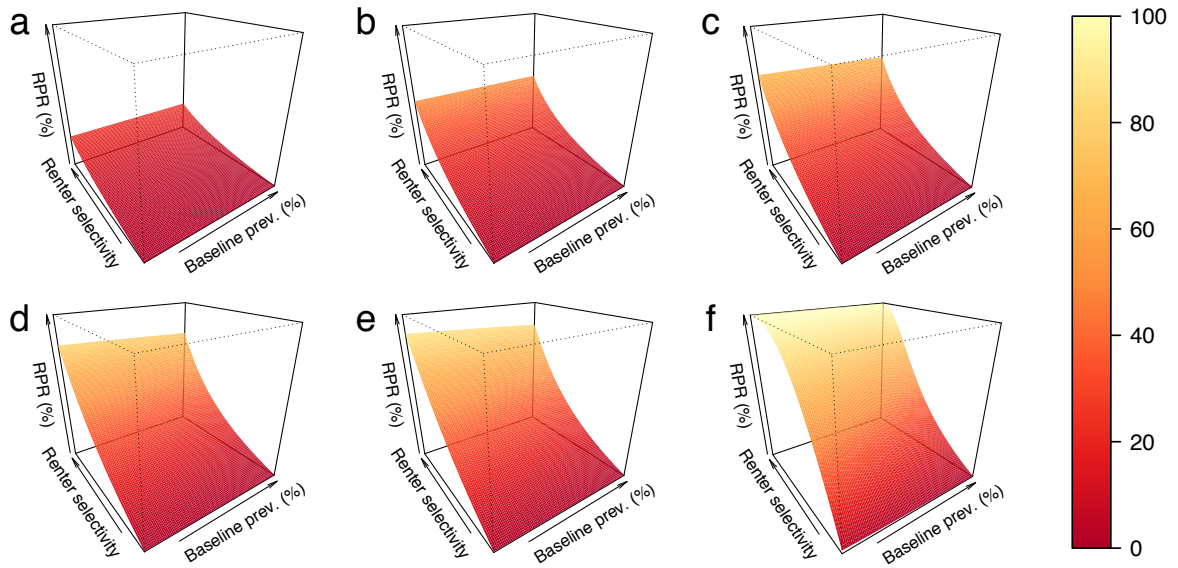 a
RPR (%)
Renter selectivity
Baseline prev. (%)
b
RPR (%)
Renter selectivity
Baseline prev. (%)
c
RPR (%)
Renter selectivity
Baseline prev. (%)
d
RPR (%)
Renter selectivity
Baseline prev. (%)
e
RPR (%)
Renter selectivity
Baseline prev. (%)
f
RPR (%)
Renter selectivity
Baseline prev. (%)
100
80
60
40
20
0